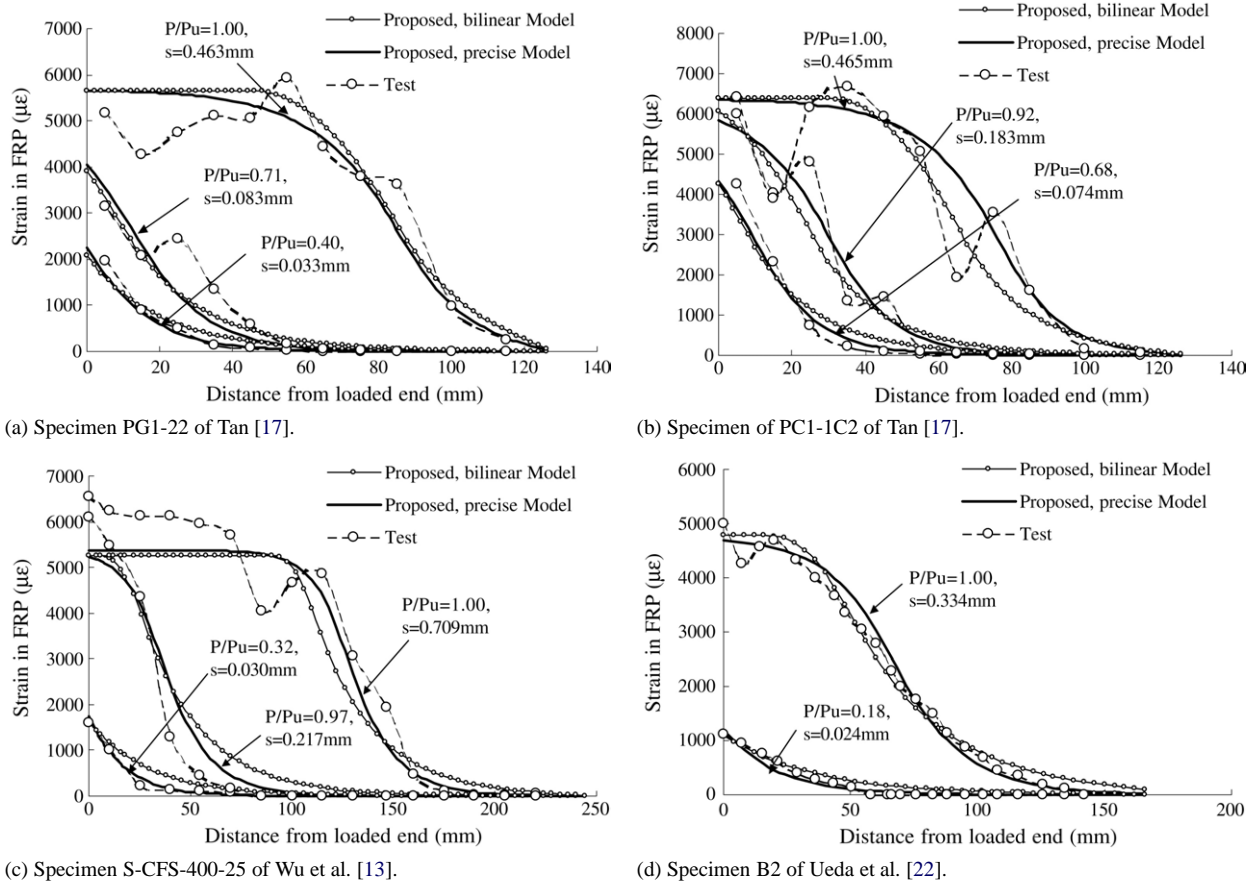 7000
6000
5000
4000
3000
2000
1000
0
Strain in FRP (με)
P/Pu=1.00,
s=0.463mm
Proposed, bilinear Model
Proposed, precise Model
Test
P/Pu=0.71,
s=0.083mm
P/Pu=0.40,
s=0.033mm
0 20 40 60 80 100 120 140
Distance from loaded end (mm)
(a) Specimen PG1-22 of Tan [17].
8000
7000
6000
5000
4000
3000
2000
1000
0
Strain in FRP (με)
P/Pu=1.00,
s=0.465mm
Proposed, bilinear Model
Proposed, precise Model
Test
P/Pu=0.92,
s=0.183mm
P/Pu=0.68,
s=0.074mm
0 20 40 60 80 100 120 140
Distance from loaded end (mm)
(b) Specimen of PC1-1C2 of Tan [17].
7000
6000
5000
4000
3000
2000
1000
0
Strain in FRP (με)
Proposed, bilinear Model
Proposed, precise Model
Test
P/Pu=1.00,
s=0.709mm
P/Pu=0.32,
s=0.030mm
P/Pu=0.97,
s=0.217mm
0 50 100 150 200 250
Distance from loaded end (mm)
(c) Specimen S-CFS-400-25 of Wu et al. [13].
6000
5000
4000
3000
2000
1000
0
Strain in FRP (με)
Proposed, bilinear Model
Proposed, precise Model
Test
P/Pu=1.00,
s=0.334mm
P/Pu=0.18,
s=0.024mm
0 50 100 150 200
Distance from loaded end (mm)
(d) Specimen B2 of Ueda et al. [22].